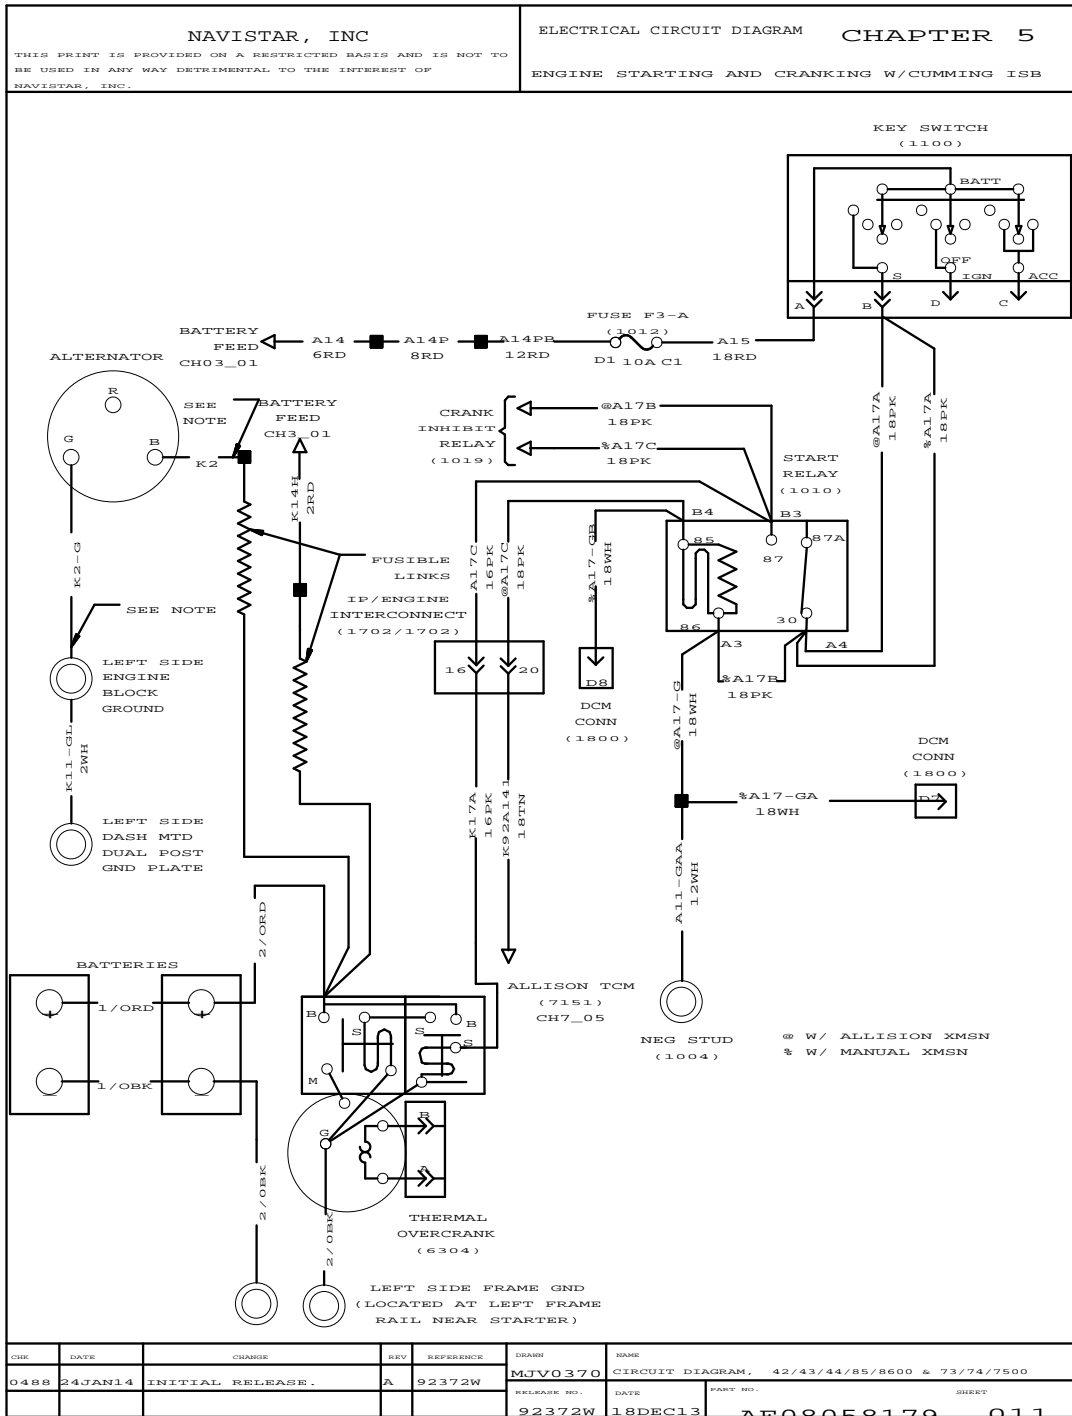 NAVISTAR, INC
THIS PRINT IS PROVIDED ON A RESTRICTED BASIS AND IS NOT TO
BE USED IN ANY WAY DETRIMENTAL TO THE INTEREST OF
NAVISTAR, INC.
ELECTRICAL CIRCUIT DIAGRAM
CHAPTER 5
ENGINE STARTING AND CRANKING W/CUMMING ISB
KEY SWITCH
(1100)
BATT
OFF
S
IGN
ACC
A
B
D
C
FUSE F3-A
(1012)
D1
10A
C1
A15
18RD
BATTERY
FEED
CH03_01
A14
6RD
A14P
8RD
A14PB
12RD
ALTERNATOR
R
G
B
SEE
NOTE
K2
BATTERY
FEED
CH3_01
CRANK
INHIBIT
RELAY
(1019)
@A17B
18PK
%A17C
18PK
@A17A
18PK
%A17A
18PK
START
RELAY
(1010)
B4
B3
85
87
87A
86
30
A3
A4
K14H
2RD
A17C
16PK
@A17C
18PK
%A17-GB
18WH
K2-G
FUSIBLE
LINKS
IP/ENGINE
INTERCONNECT
(1702/1702)
16
20
SEE NOTE
D8
DCM
CONN
(1800)
%A17B
18PK
@A17-G
18WH
LEFT SIDE
ENGINE
BLOCK
GROUND
K11-GL
2WH
LEFT SIDE
DASH MTD
DUAL POST
GND PLATE
K17A
16PK
K92A141
18TN
DCM
CONN
(1800)
%A17-GA
18WH
D7
A11-GAA
12WH
2/ORD
BATTERIES
1/ORD
+
+
1/OBK
ALLISON TCM
(7151)
CH7_05
NEG STUD
(1004)
@ W/ ALLISION XMSN
% W/ MANUAL XMSN
B
S
S
B
S
M
G
B
A
2/OBK
2/OBK
THERMAL
OVERCRANK
(6304)
LEFT SIDE FRAME GND
(LOCATED AT LEFT FRAME
RAIL NEAR STARTER)
CHK
DATE
CHANGE
REV
REFERENCE
DRAWN
NAME
0488
24JAN14
INITIAL RELEASE.
A
92372W
MJV0370
CIRCUIT DIAGRAM, 42/43/44/85/8600 & 73/74/7500
RELEASE NO.
DATE
PART NO.
SHEET
92372W
18DEC13
AE08058179
011